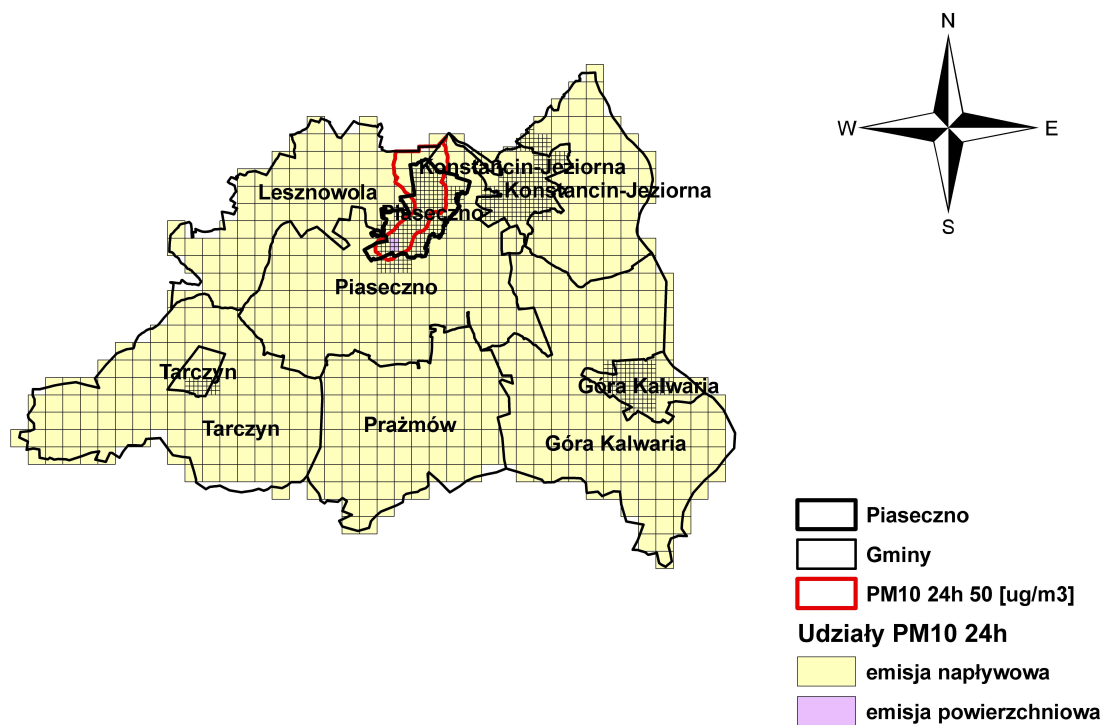 N
W
E
S
Konstancin-Jeziorna
Lesznowola
Konstancin-Jeziorna
Piaseczno
Piaseczno
Tarczyn
Góra Kalwaria
Tarczyn
Prażmów
Góra Kalwaria
Piaseczno
Gminy
PM10 24h 50 [ug/m3]
Udziały PM10 24h
emisja napływowa
emisja powierzchniowa